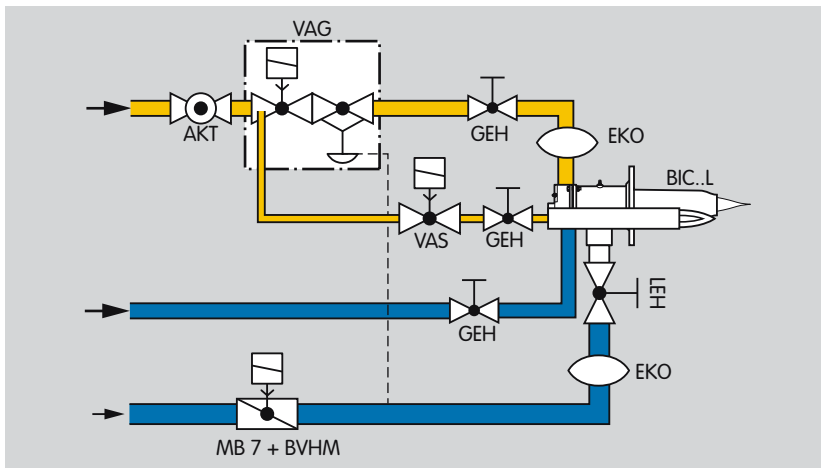 VAG
AKT
GEH
EKO
BIC..L
VAS
GEH
LEH
GEH
EKO
MB 7 + BVHM